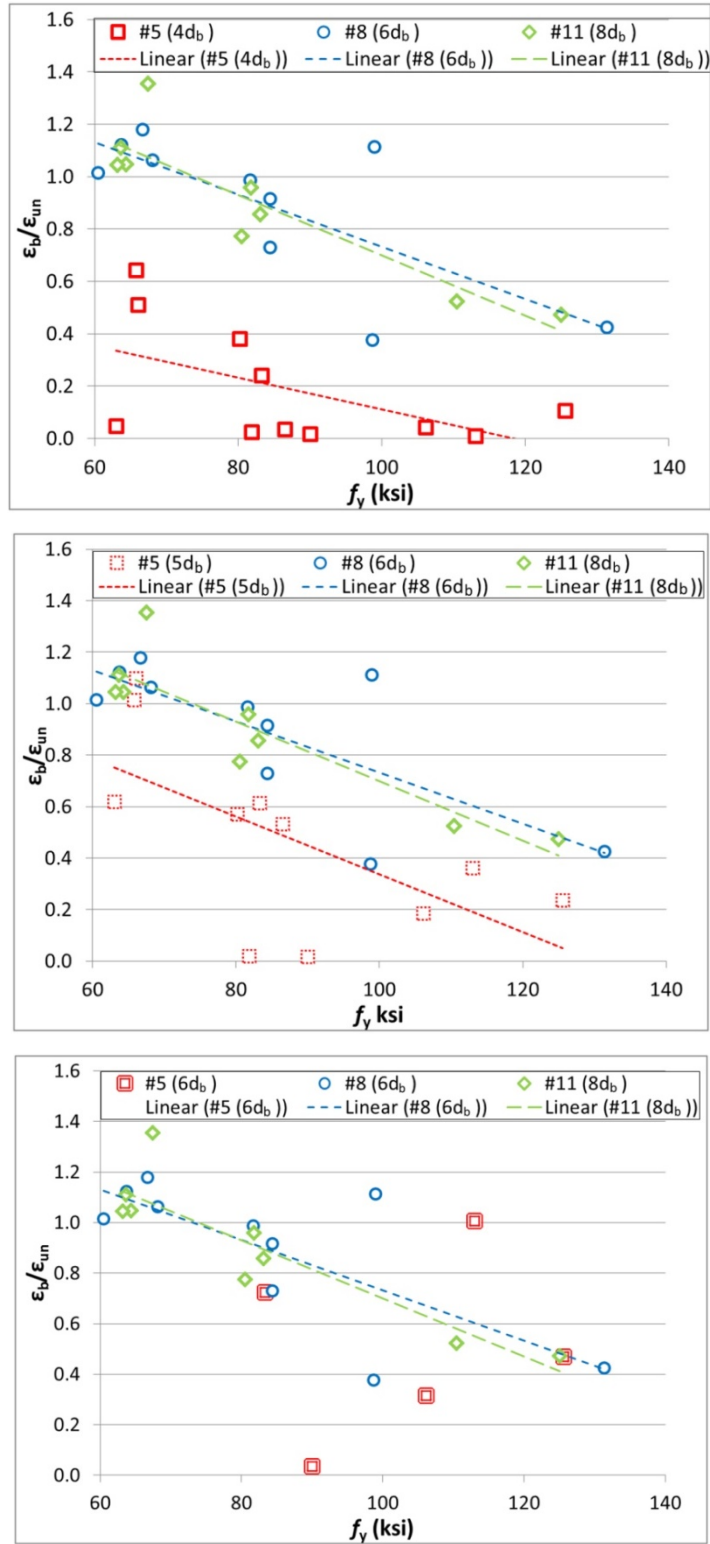 1.6
#5 (4db) #8 (6db) #11 (8db)
Linear (#5 (4db)) Linear (#8 (6db)) Linear (#11 (8db))
1.4
1.2
1.0
0.8
0.6
0.4
0.2
0.0
εb/εun
60 80 100 120 140
fy (ksi)
1.6
#5 (5db) #8 (6db) #11 (8db)
Linear (#5 (5db)) Linear (#8 (6db)) Linear (#11 (8db))
1.4
1.2
1.0
0.8
0.6
0.4
0.2
0.0
εb/εun
60 80 100 120 140
fy ksi
1.6
#5 (6db) #8 (6db) #11 (8db)
Linear (#5 (6db)) Linear (#8 (6db)) Linear (#11 (8db))
1.4
1.2
1.0
0.8
0.6
0.4
0.2
0.0
εb/εun
60 80 100 120 140
fy (ksi)